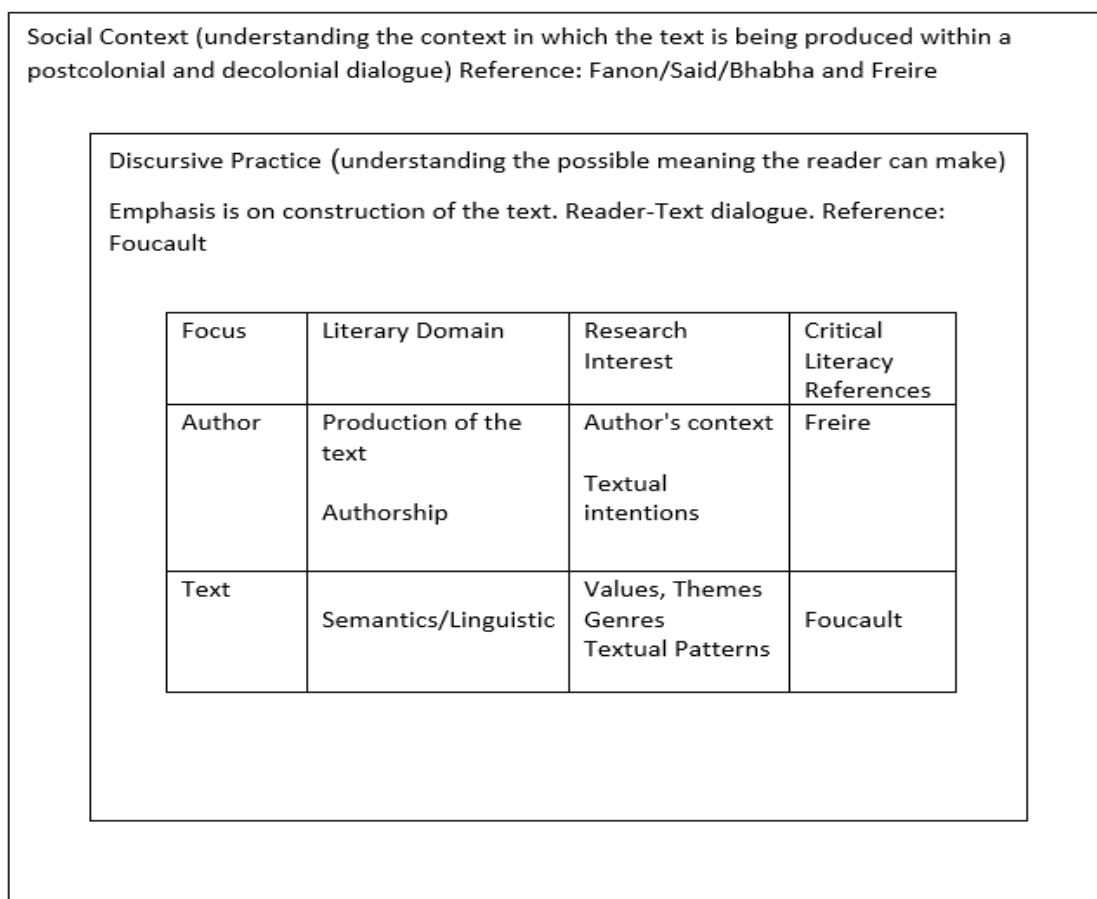 Social Context (understanding the context in which the text is being produced within a
postcolonial and decolonial dialogue) Reference: Fanon/Said/Bhabha and Freire
Discursive Practice (understanding the possible meaning the reader can make)
Emphasis is on construction of the text. Reader-Text dialogue. Reference:
Foucault
Focus
Literary Domain
Research
Interest
Critical
Literacy
References
Author
Production of the
text
Authorship
Author's context
Textual
intentions
Freire
Text
Semantics/Linguistic
Values, Themes
Genres
Textual Patterns
Foucault